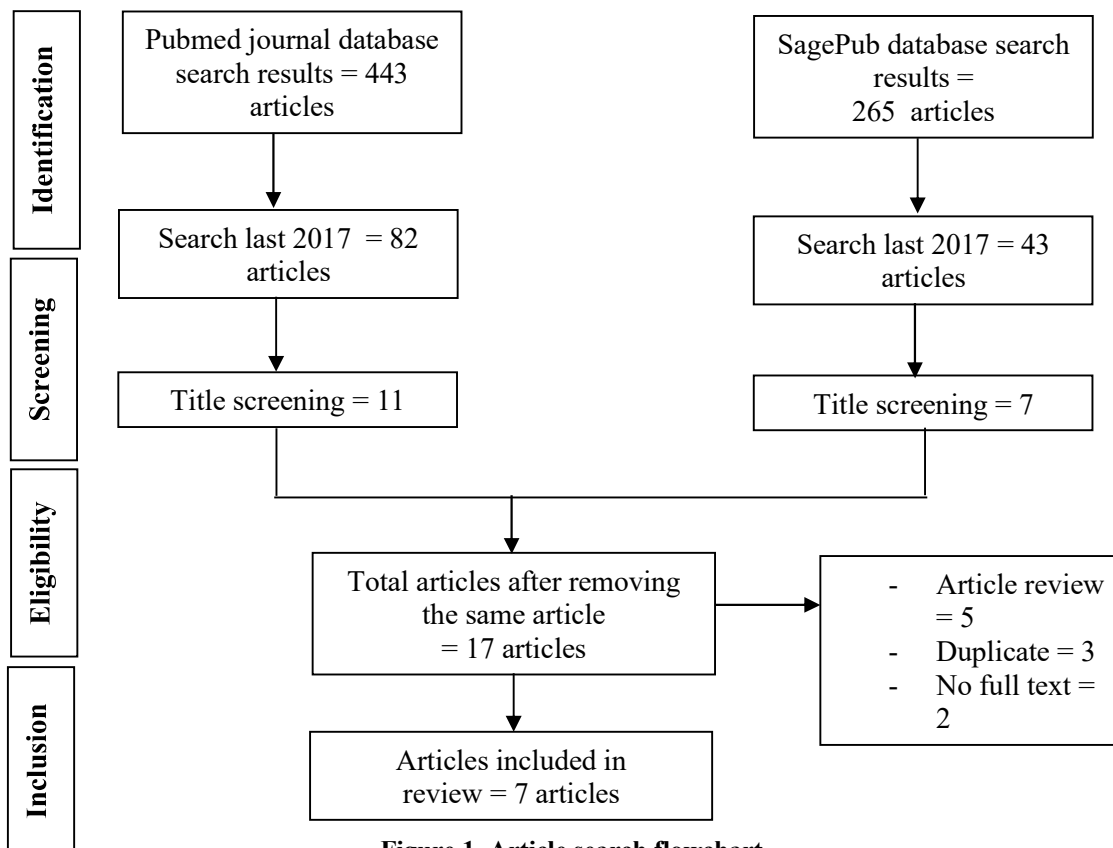 Identification
Pubmed journal database
search results = 443
articles
SagePub database search
results =
265 articles
Search last 2017 = 82
articles
Search last 2017 = 43
articles
Screening
Title screening = 11
Title screening = 7
Eligibility
Total articles after removing
the same article
= 17 articles
- Article review
= 5
- Duplicate = 3
- No full text =
2
Inclusion
Articles included in
review = 7 articles
Figure 1. Article search flowchart